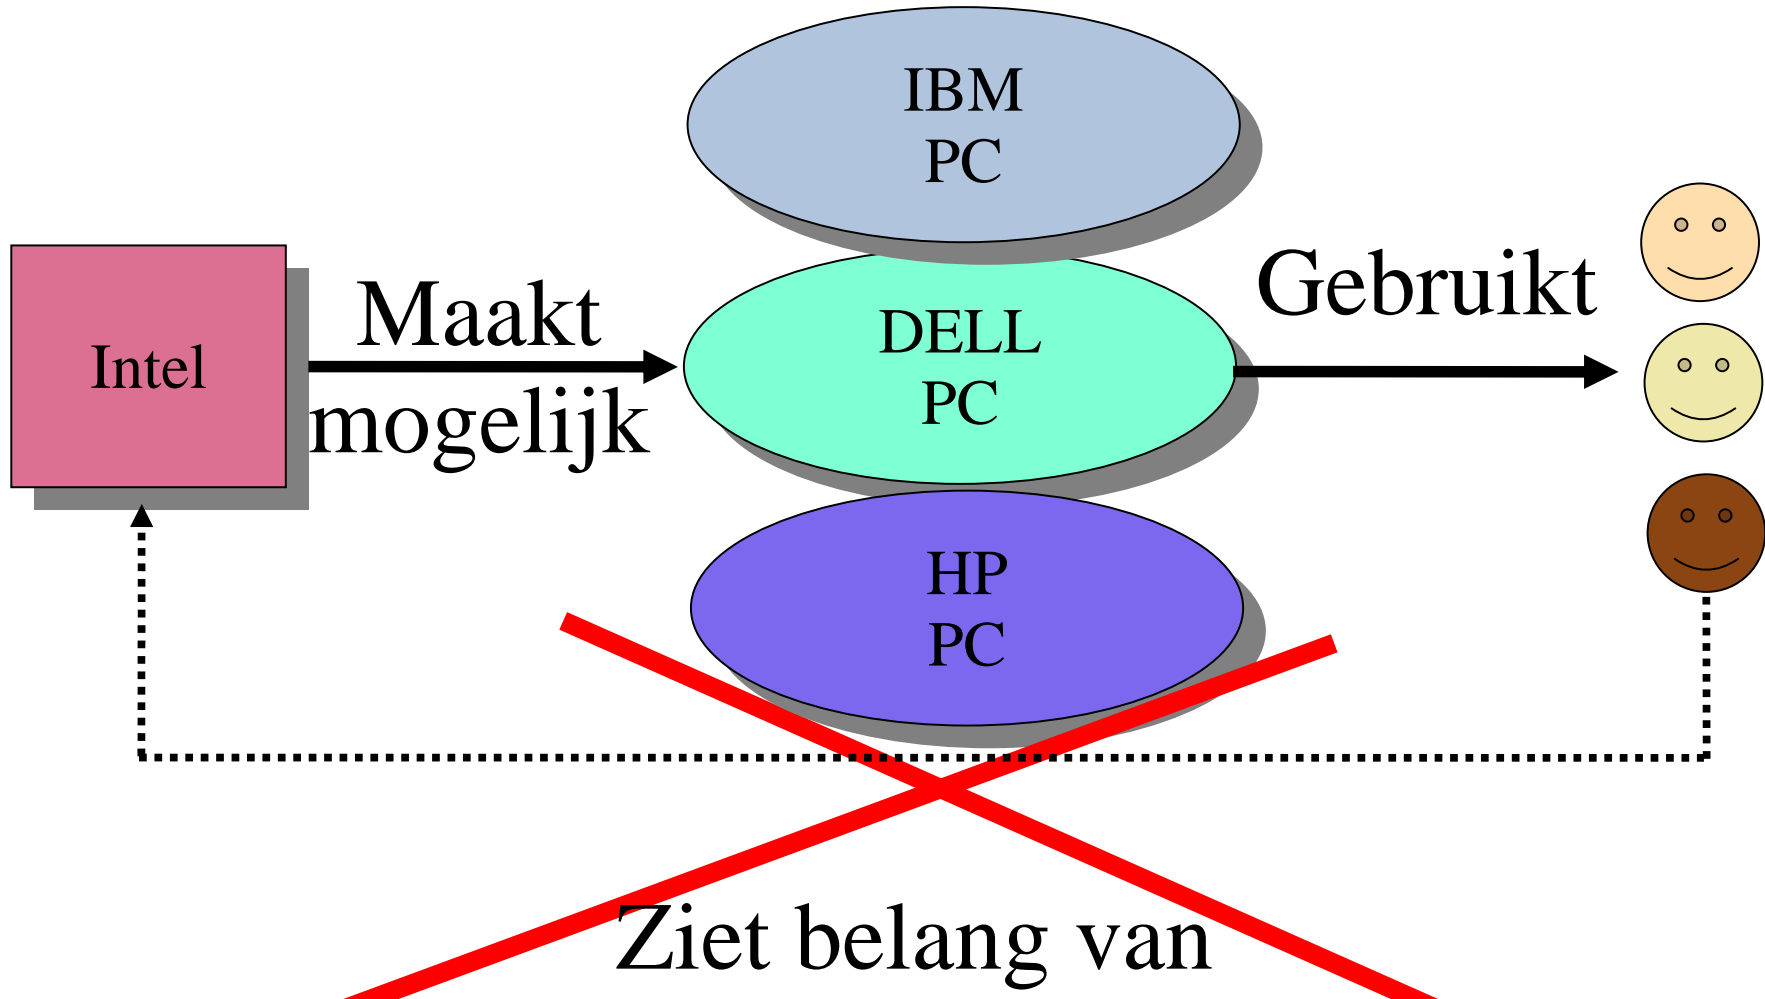 IBM
PC
Intel
Maakt
mogelijk
DELL
PC
Gebruikt
HP
PC
Ziet belang van